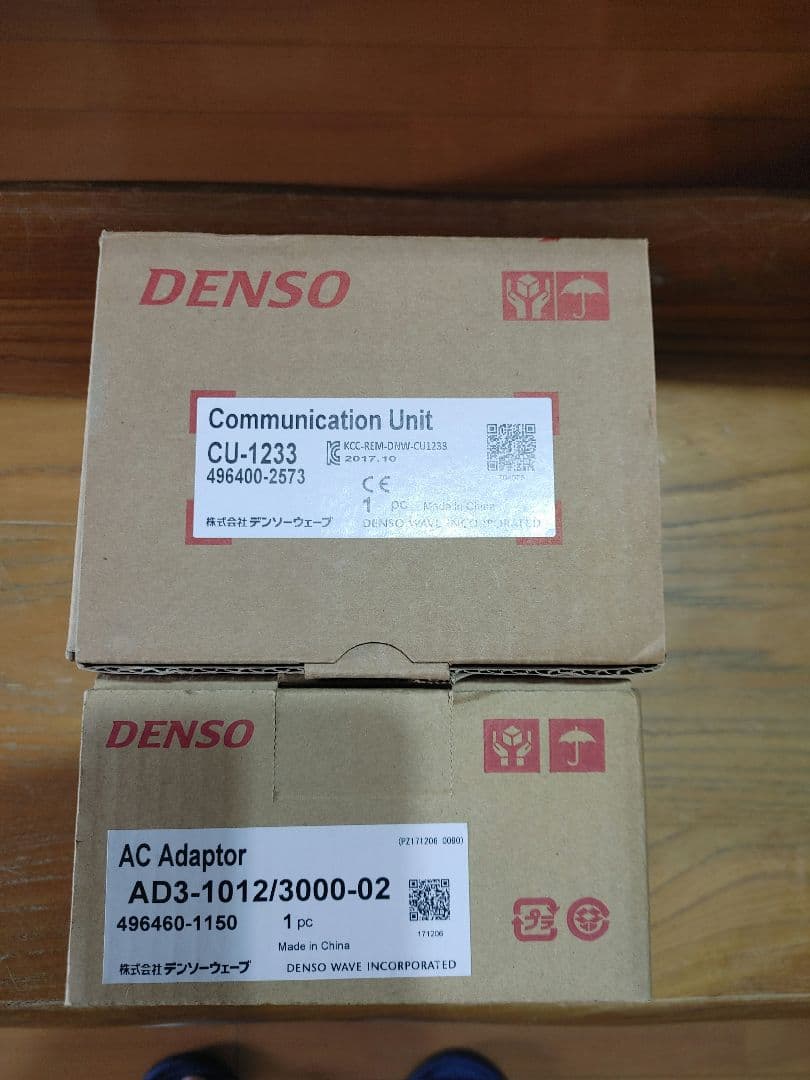 DENSO
Communication Unit
CU-1233
KCC-REM-DNW-CU1233
2017.10
496400-2573
CE
1 pc Made in China
株式会社デンソーウェーブ DENSO WAVE INCORPORATED
DENSO
(PZ171206 0090)
AC Adaptor
AD3-1012/3000-02
496460-1150 1 pc
171206
Made in China
株式会社デンソーウェーブ DENSO WAVE INCORPORATED
プラ